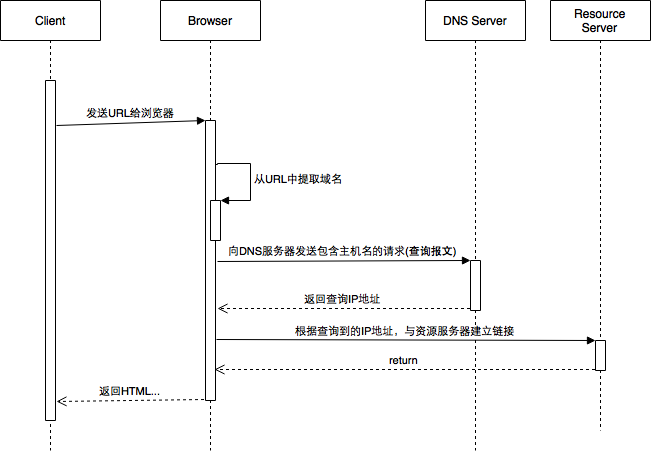 Client
Browser
DNS Server
Resource
Server
发送URL给浏览器
从URL中提取域名
向DNS服务器发送包含主机名的请求(查询报文)
返回查询IP地址
根据查询到的IP地址，与资源服务器建立链接
return
返回HTML...